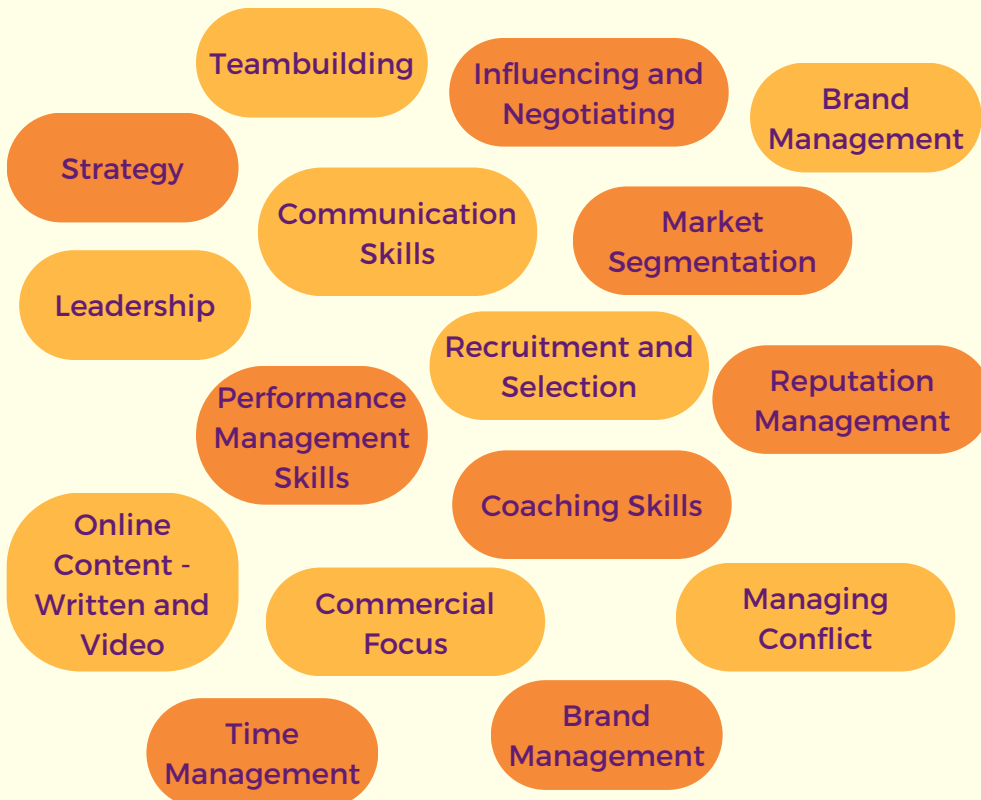 Teambuilding
Influencing and
Negotiating
Brand
Management
Strategy
Communication
Skills
Market
Segmentation
Leadership
Recruitment and
Selection
Reputation
Management
Performance
Management
Skills
Coaching Skills
Online
Content -
Written and
Video
Commercial
Focus
Managing
Conflict
Time
Management
Brand
Management